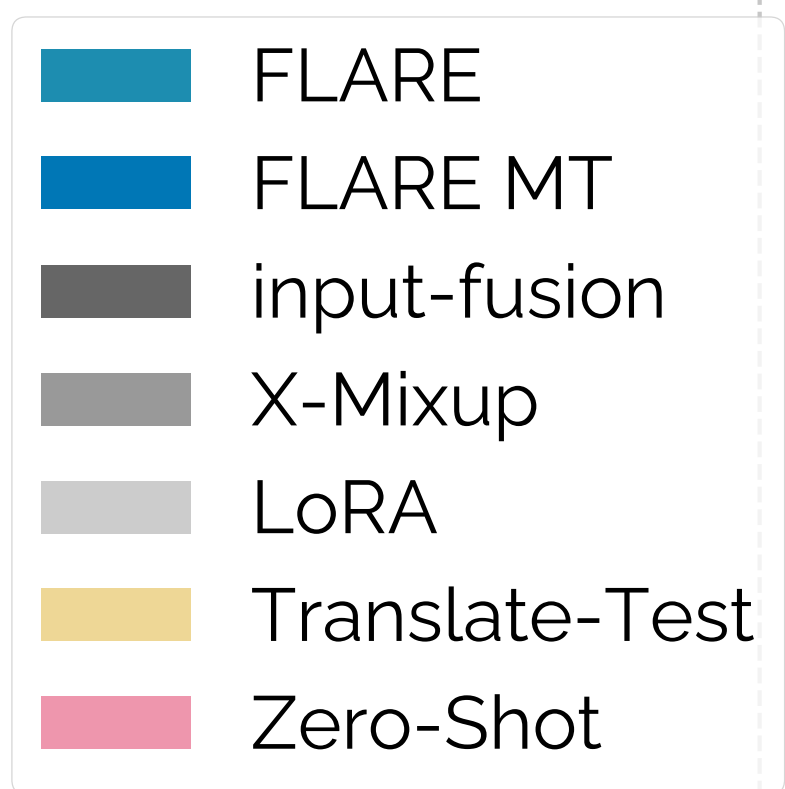 FLARE
FLARE MT
input-fusion
X-Mixup
LoRA
Translate-Test
Zero-Shot